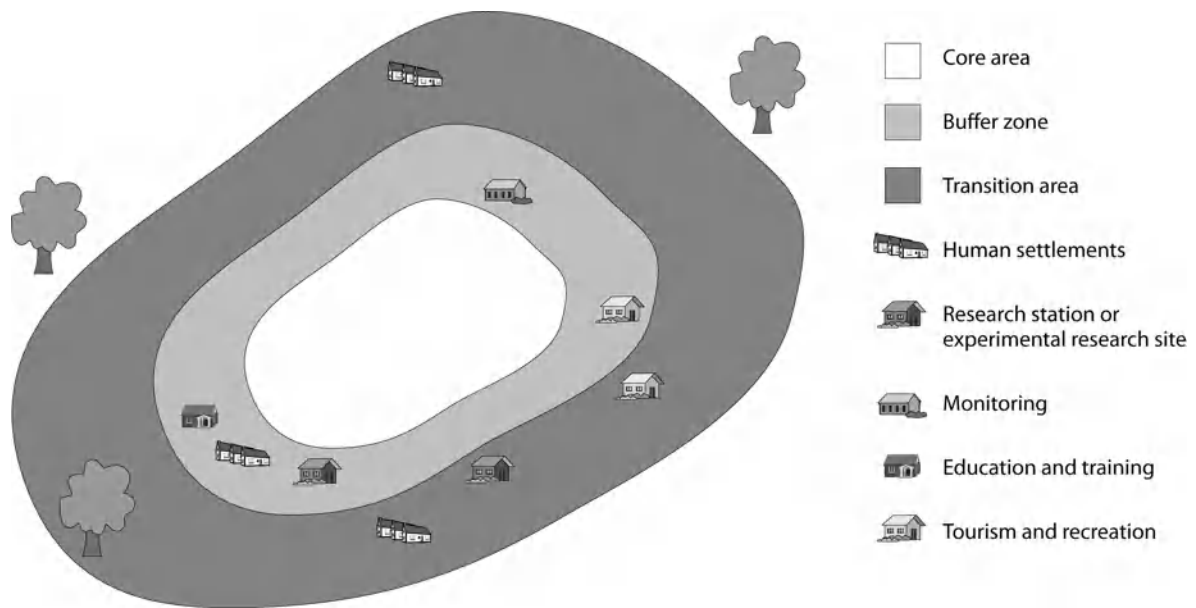 Core area
Buffer zone
Transition area
Human settlements
Research station or
experimental research site
Monitoring
Education and training
Tourism and recreation